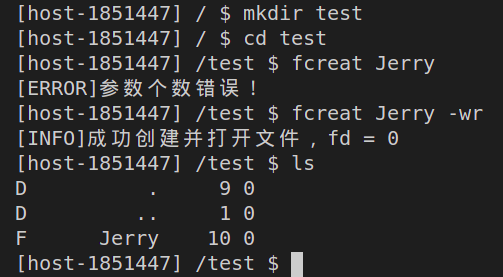 [host-1851447] / $ mkdir test
[host-1851447] / $ cd test
[host-1851447] /test $ fcreat Jerry
[ERROR]参数个数错误！
[host-1851447] /test $ fcreat Jerry -wr
[INFO]成功创建并打开文件，fd = 0
[host-1851447] /test $ ls
D            .      9 0
D           ..      1 0
F        Jerry     10 0
[host-1851447] /test $